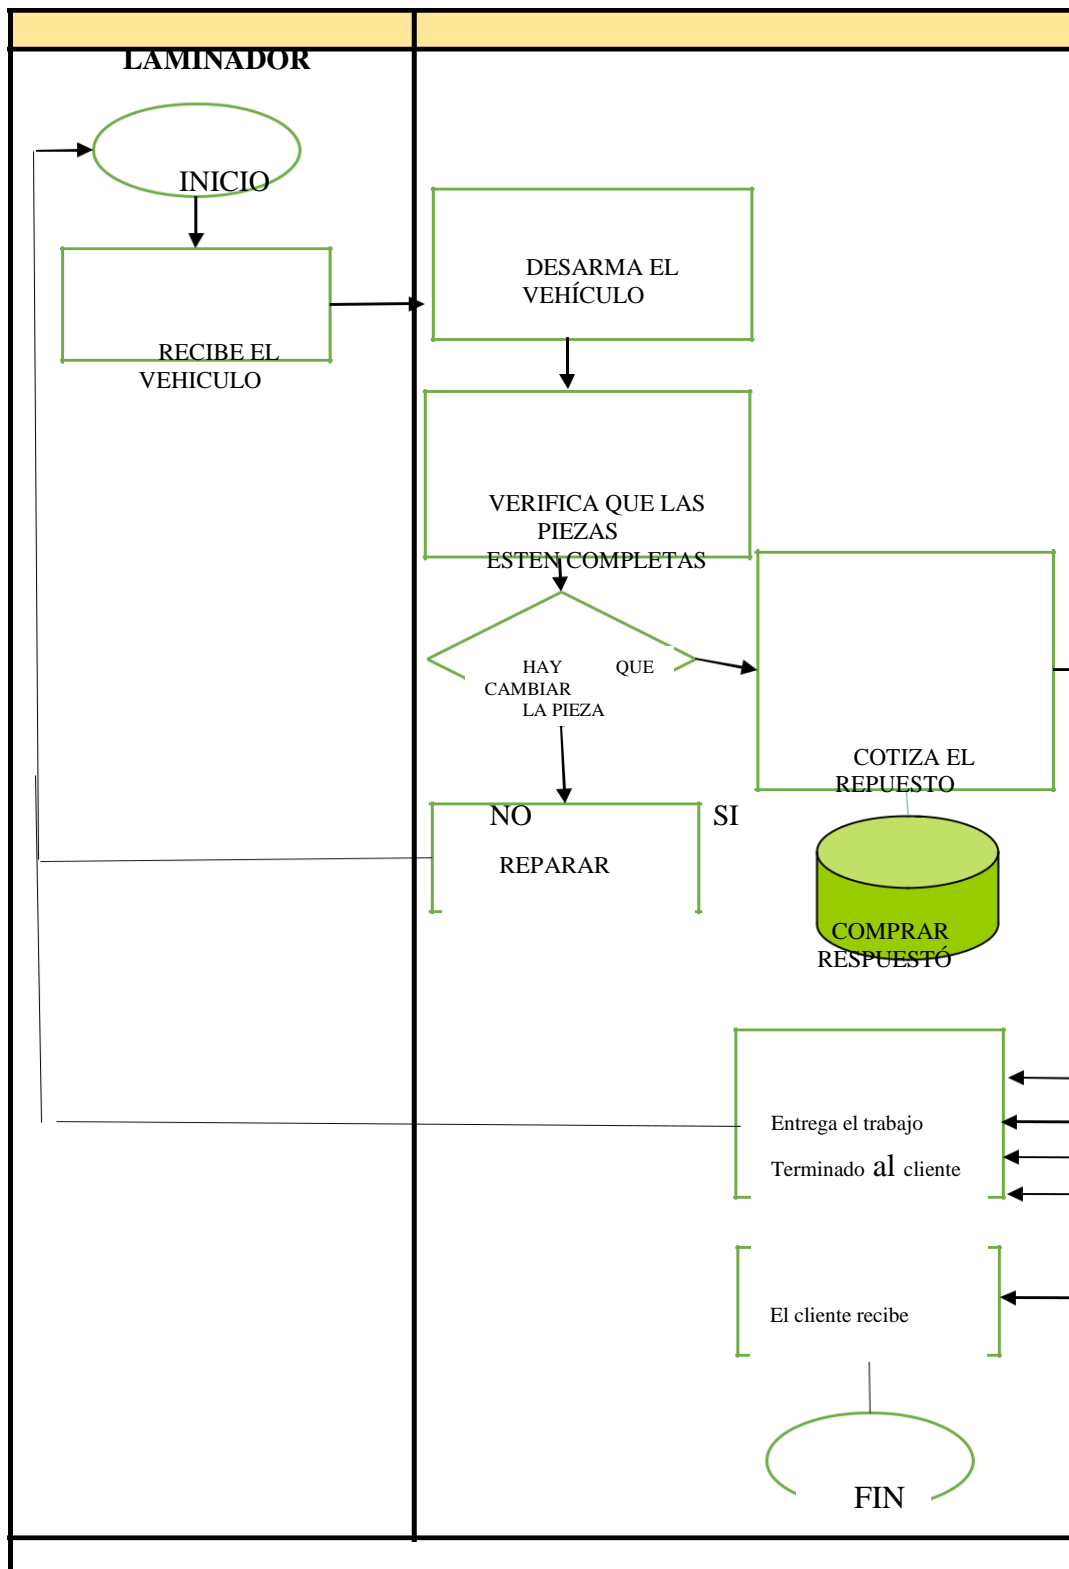 LAMINADOR
INICIO
RECIBE EL
VEHICULO
DESARMA EL
VEHÍCULO
VERIFICA QUE LAS
PIEZAS
ESTEN COMPLETAS
HAY QUE
CAMBIAR
LA PIEZA
NO
SI
REPARAR
COTIZA EL
REPUESTO
COMPRAR
RESPUESTÓ
Entrega el trabajo
Terminado al cliente
El cliente recibe
FIN